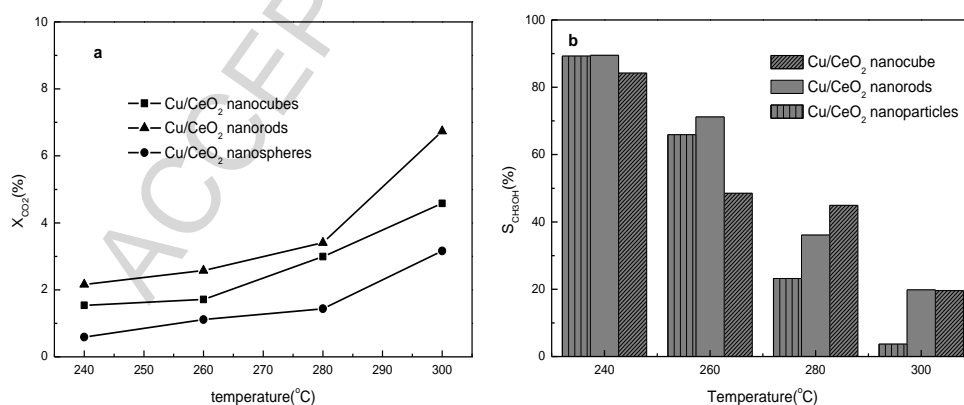 ACCEP
a
10
8
6
4
2
0
X_CO2(%)
Cu/CeO₂ nanocubes
Cu/CeO₂ nanorods
Cu/CeO₂ nanospheres
240 250 260 270 280 290 300
temperature(°C)
b
100
80
60
40
20
0
S_CH3OH(%)
Cu/CeO₂ nanocube
Cu/CeO₂ nanorods
Cu/CeO₂ nanoparticles
240 260 280 300
Temperature(°C)